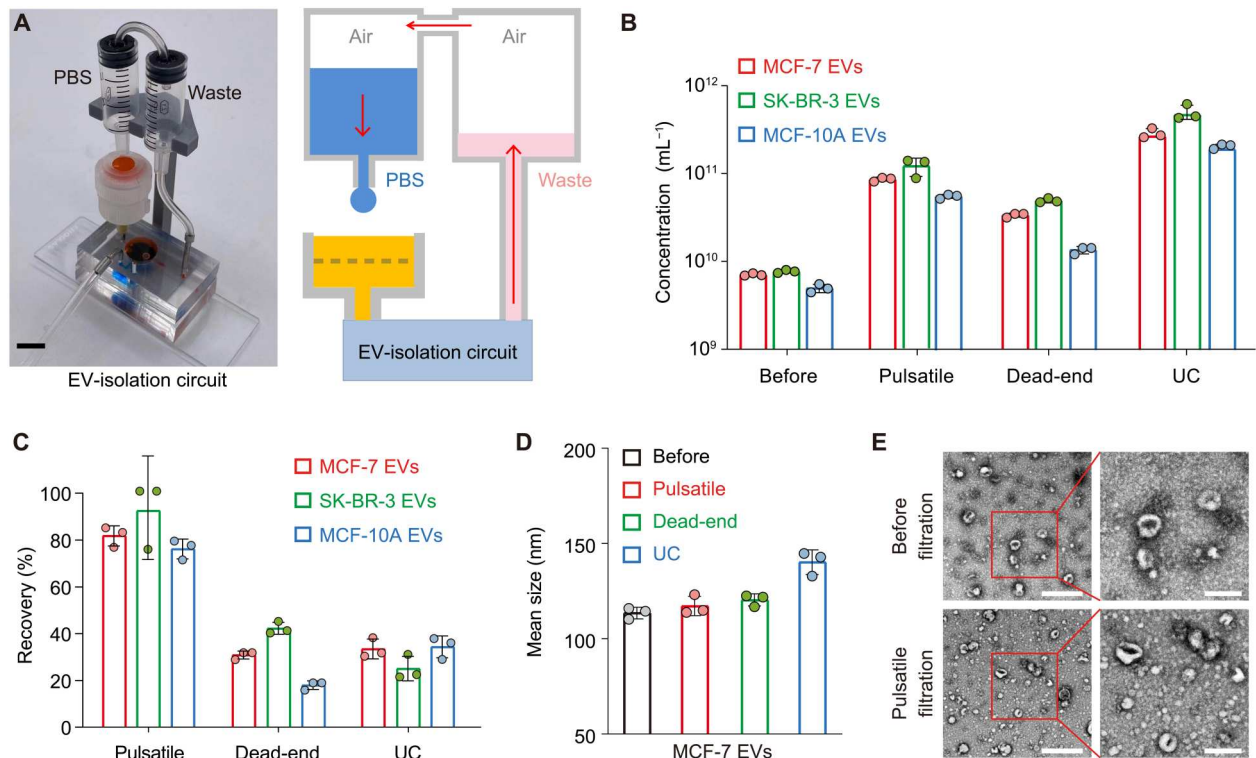 A
PBS
Waste
EV-isolation circuit
Air
Air
PBS
Waste
EV-isolation circuit
B
MCF-7 EVs
SK-BR-3 EVs
MCF-10A EVs
Concentration (mL⁻¹)
10¹²
10¹¹
10¹⁰
10⁹
Before
Pulsatile
Dead-end
UC
C
MCF-7 EVs
SK-BR-3 EVs
MCF-10A EVs
Recovery (%)
100
80
60
40
20
0
Pulsatile
Dead-end
UC
D
Before
Pulsatile
Dead-end
UC
Mean size (nm)
200
150
100
50
MCF-7 EVs
E
Before
filtration
Pulsatile
filtration